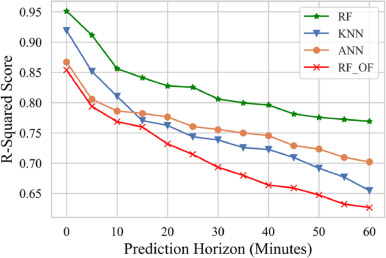 0.95
0.90
0.85
0.80
0.75
0.70
0.65
R-Squared Score
RF
KNN
ANN
RF_OF
0 10 20 30 40 50 60
Prediction Horizon (Minutes)